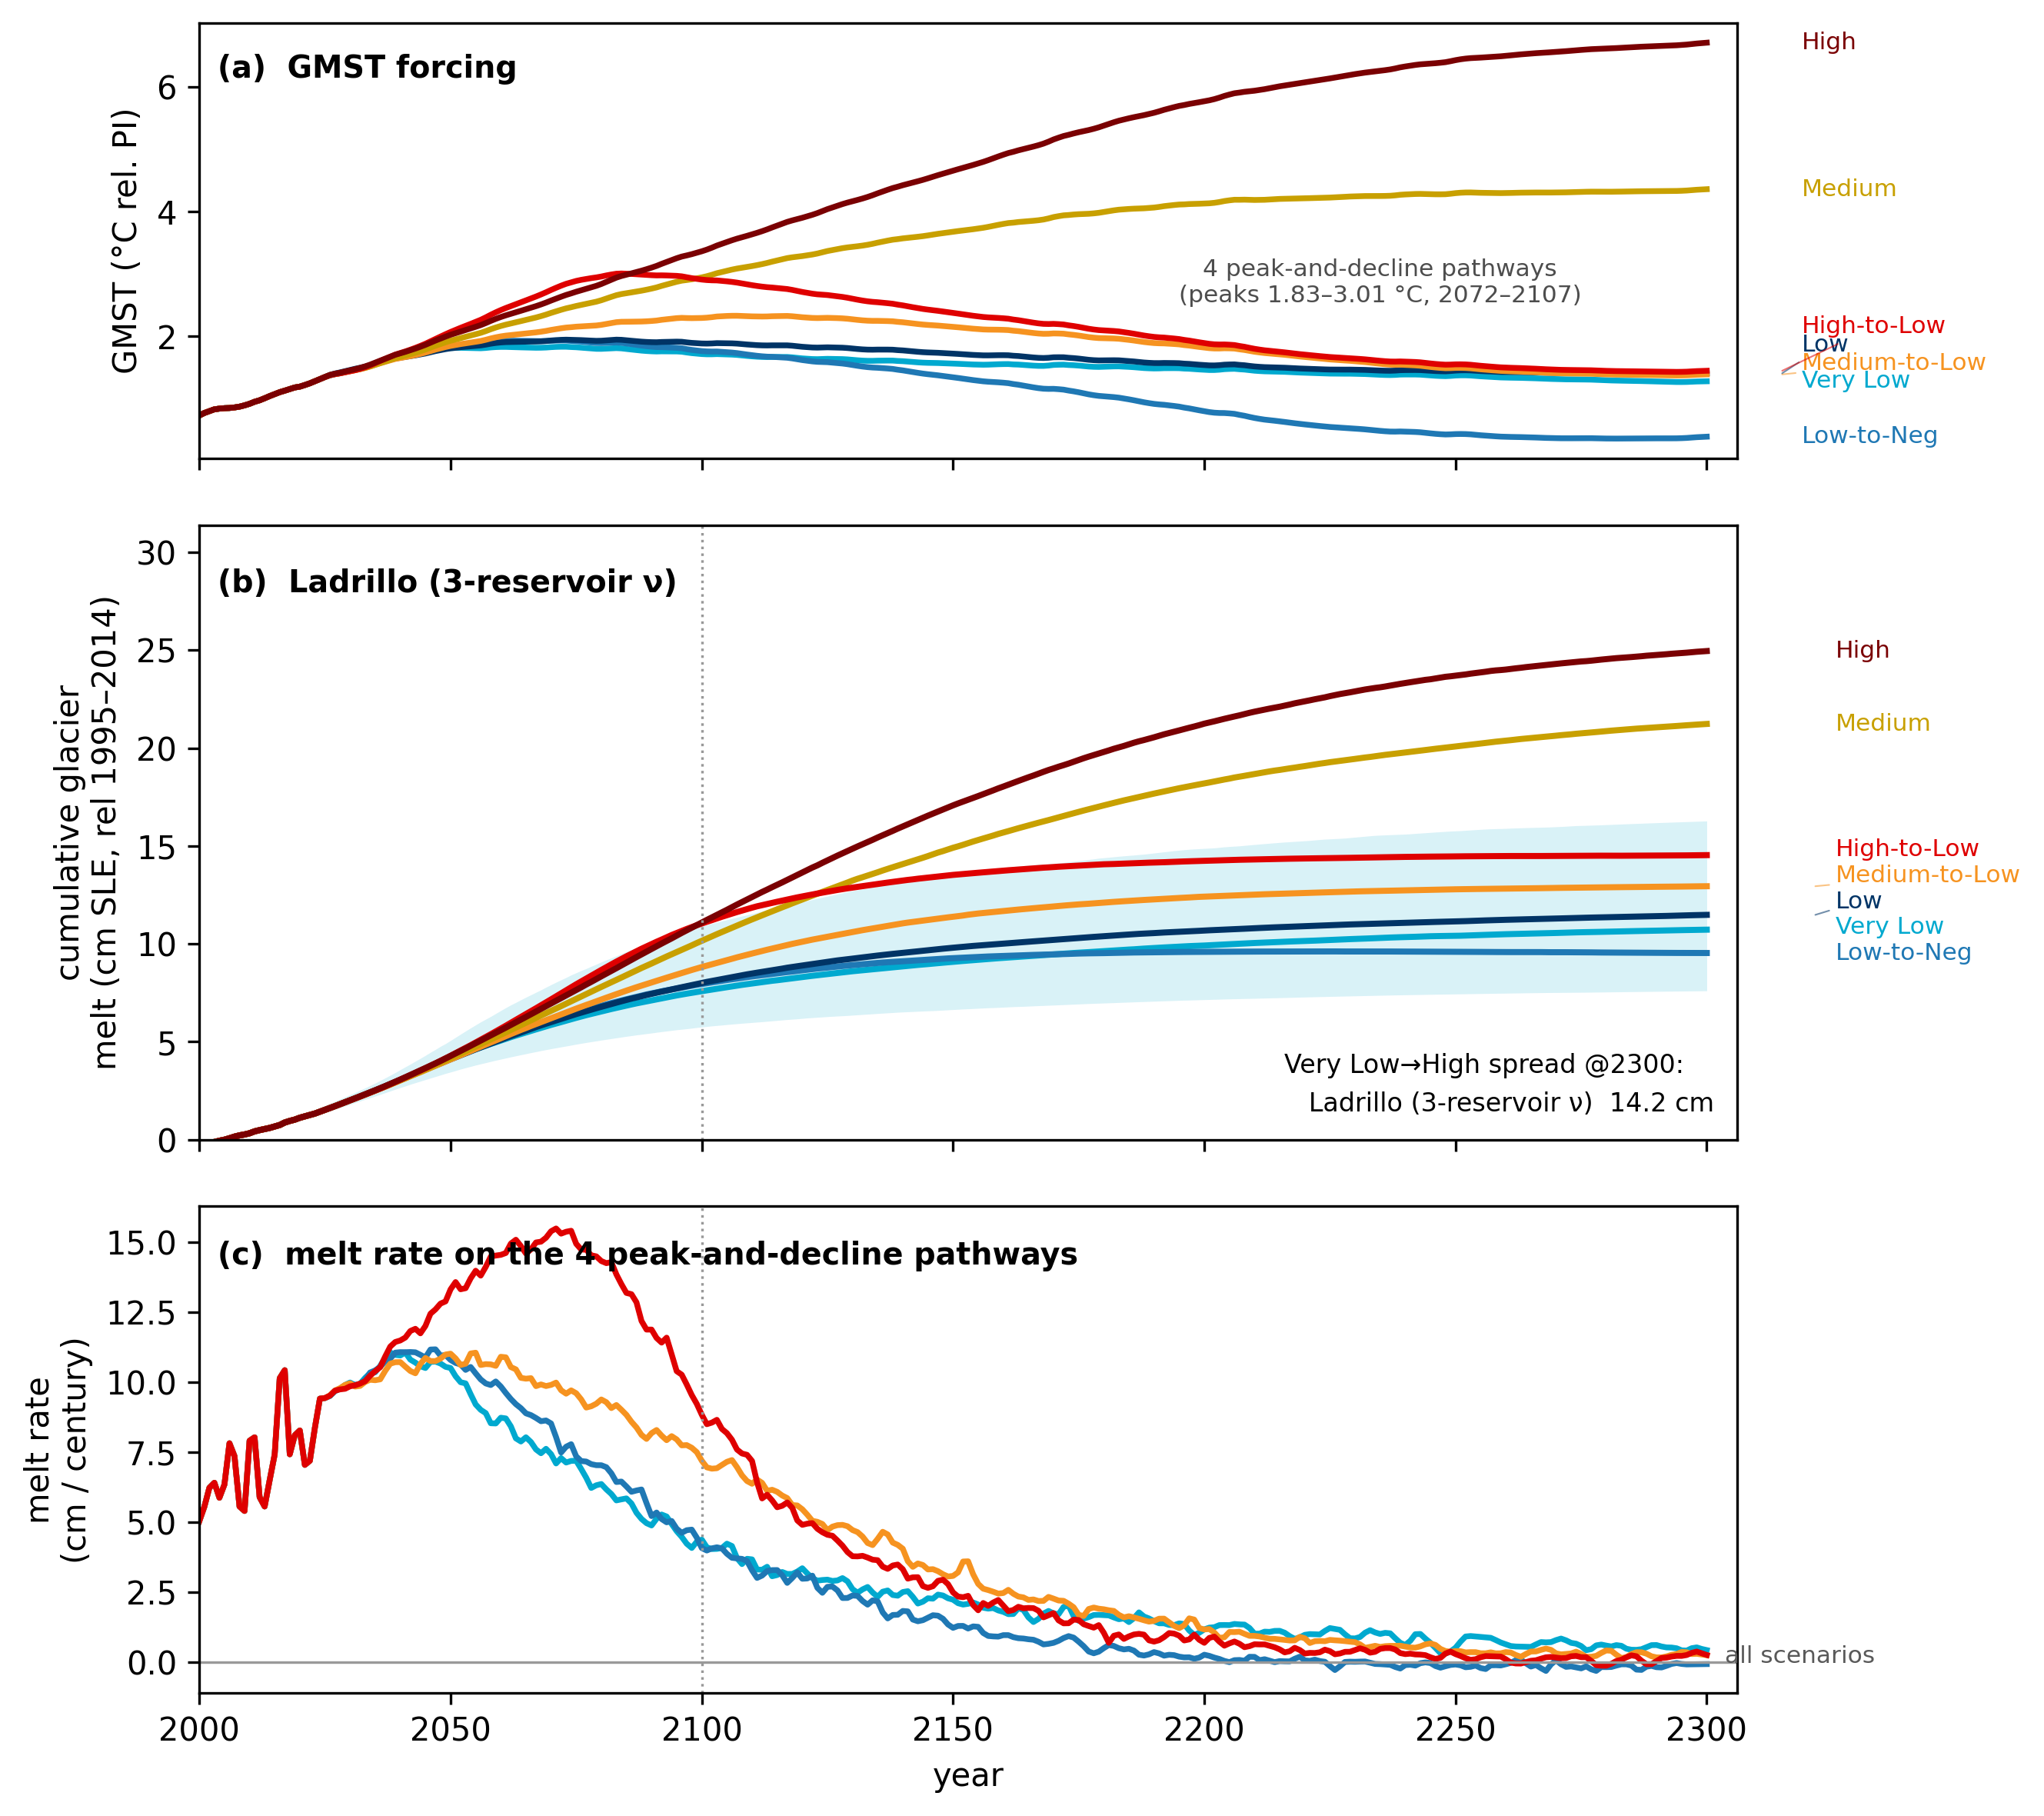 (a)  GMST forcing
GMST (°C rel. PI)
6
4
2
4 peak-and-decline pathways
(peaks 1.83–3.01 °C, 2072–2107)
High
Medium
High-to-Low
Low
Medium-to-Low
Very Low
Low-to-Neg
(b)  Ladrillo (3-reservoir ν)
cumulative glacier
melt (cm SLE, rel 1995–2014)
30
25
20
15
10
5
0
High
Medium
High-to-Low
Medium-to-Low
Low
Very Low
Low-to-Neg
Very Low→High spread @2300:
Ladrillo (3-reservoir ν)  14.2 cm
(c)  melt rate on the 4 peak-and-decline pathways
melt rate
(cm / century)
15.0
12.5
10.0
7.5
5.0
2.5
0.0
all scenarios
2000 2050 2100 2150 2200 2250 2300
year